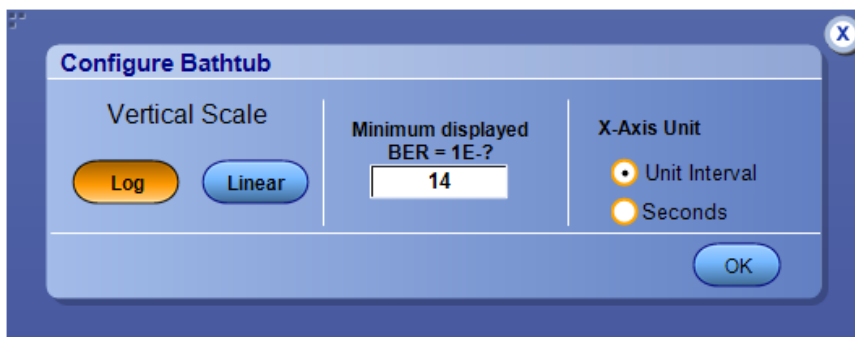 X
Configure Bathtub
Vertical Scale
Log
Linear
Minimum displayed
BER = 1E-?
14
X-Axis Unit
Unit Interval
Seconds
OK